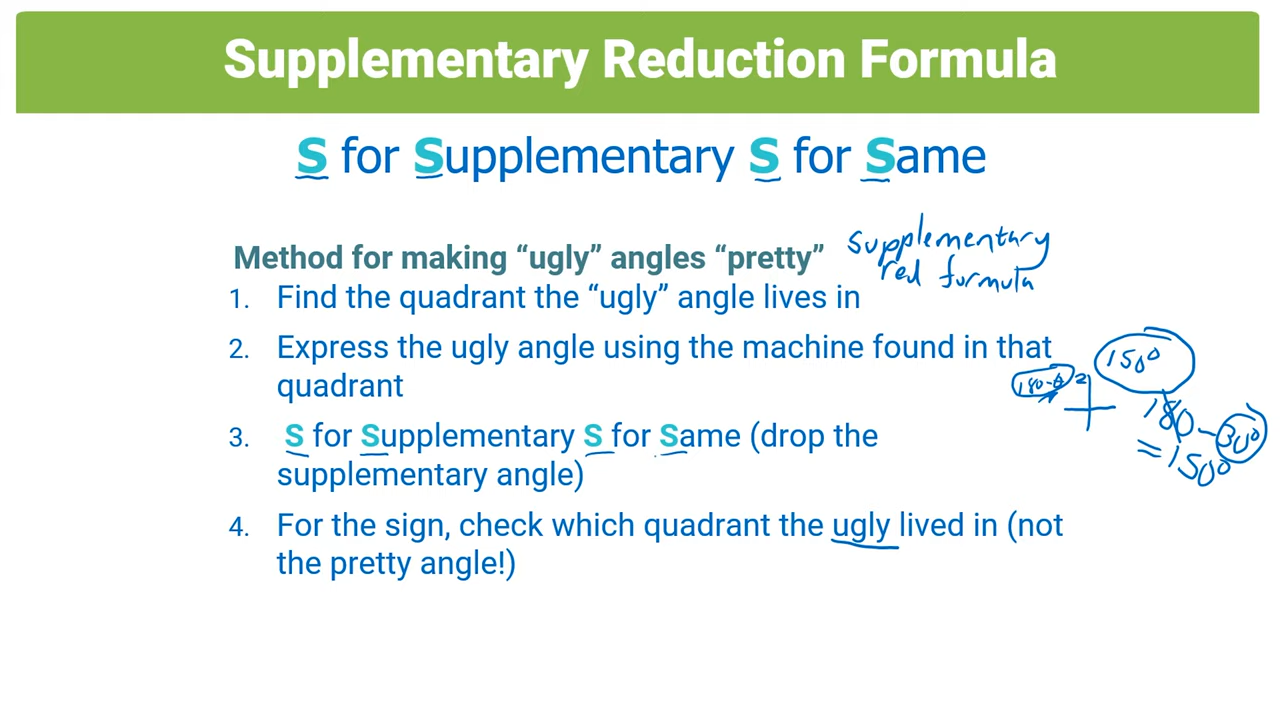 Supplementary Reduction Formula
S for Supplementary S for Same
Method for making “ugly” angles “pretty”
supplementary
red formula
1. Find the quadrant the “ugly” angle lives in
2. Express the ugly angle using the machine found in that
quadrant
150°
180-θ 2
180-30°
=150°
3. S for Supplementary S for Same (drop the
supplementary angle)
4. For the sign, check which quadrant the ugly lived in (not
the pretty angle!)